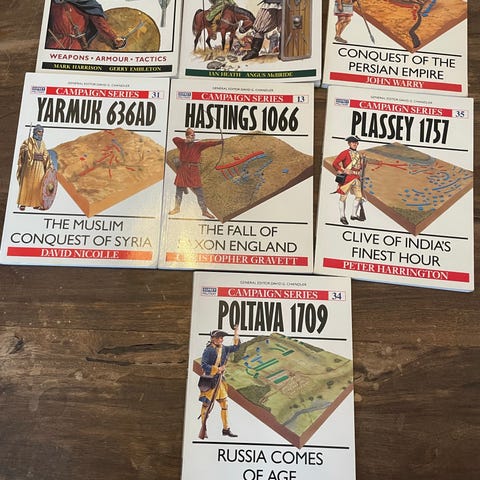 WEAPONS · ARMOUR · TACTICS
MARK HARRISON GERRY EMBLETON
IAN HEATH ANGUS McBRIDE
CONQUEST OF THE
PERSIAN EMPIRE
JOHN WARRY
GENERAL EDITOR DAVID G. CHANDLER
CAMPAIGN SERIES 31
YARMUK 636AD
THE MUSLIM
CONQUEST OF SYRIA
DAVID NICOLLE
GENERAL EDITOR DAVID G. CHANDLER
CAMPAIGN SERIES 13
HASTINGS 1066
THE FALL OF
SAXON ENGLAND
CHRISTOPHER GRAVETT
GENERAL EDITOR DAVID G. CHANDLER
CAMPAIGN SERIES 35
PLASSEY 1757
CLIVE OF INDIA'S
FINEST HOUR
PETER HARRINGTON
GENERAL EDITOR DAVID G. CHANDLER
CAMPAIGN SERIES 34
POLTAVA 1709
RUSSIA COMES
OF AGE